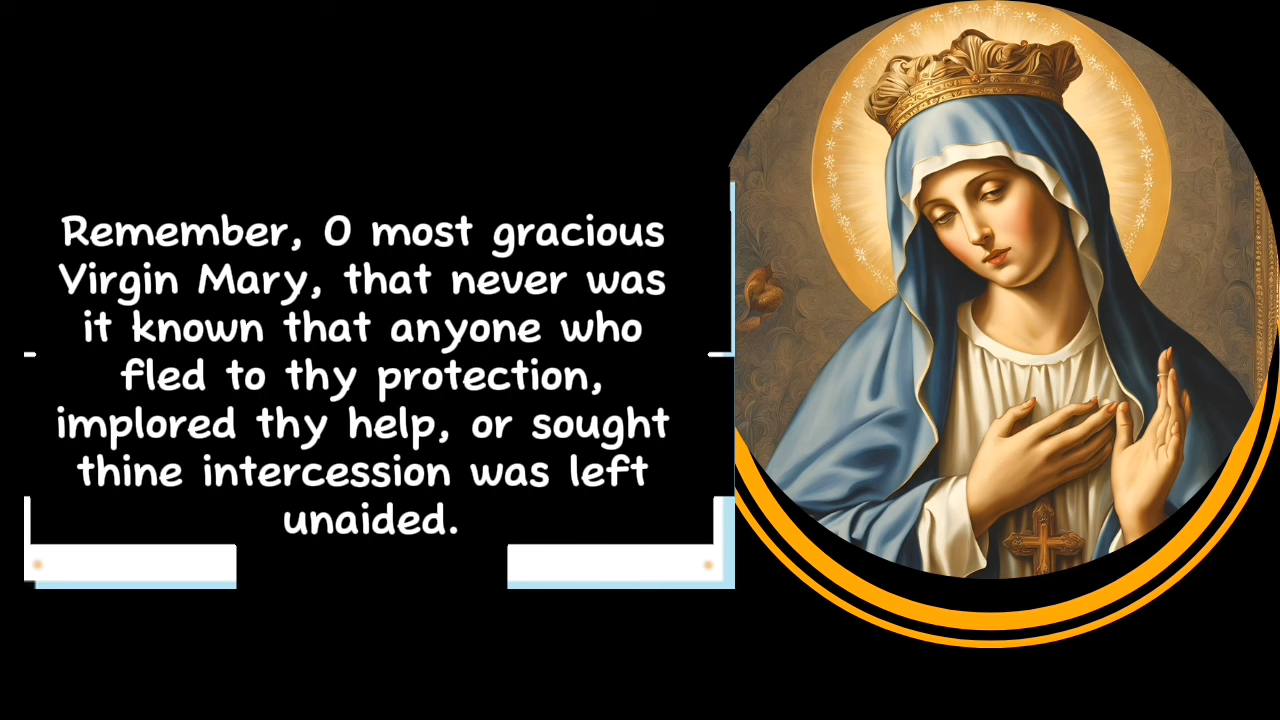 Remember, O most gracious
Virgin Mary, that never was
it known that anyone who
fled to thy protection,
implored thy help, or sought
thine intercession was left
unaided.